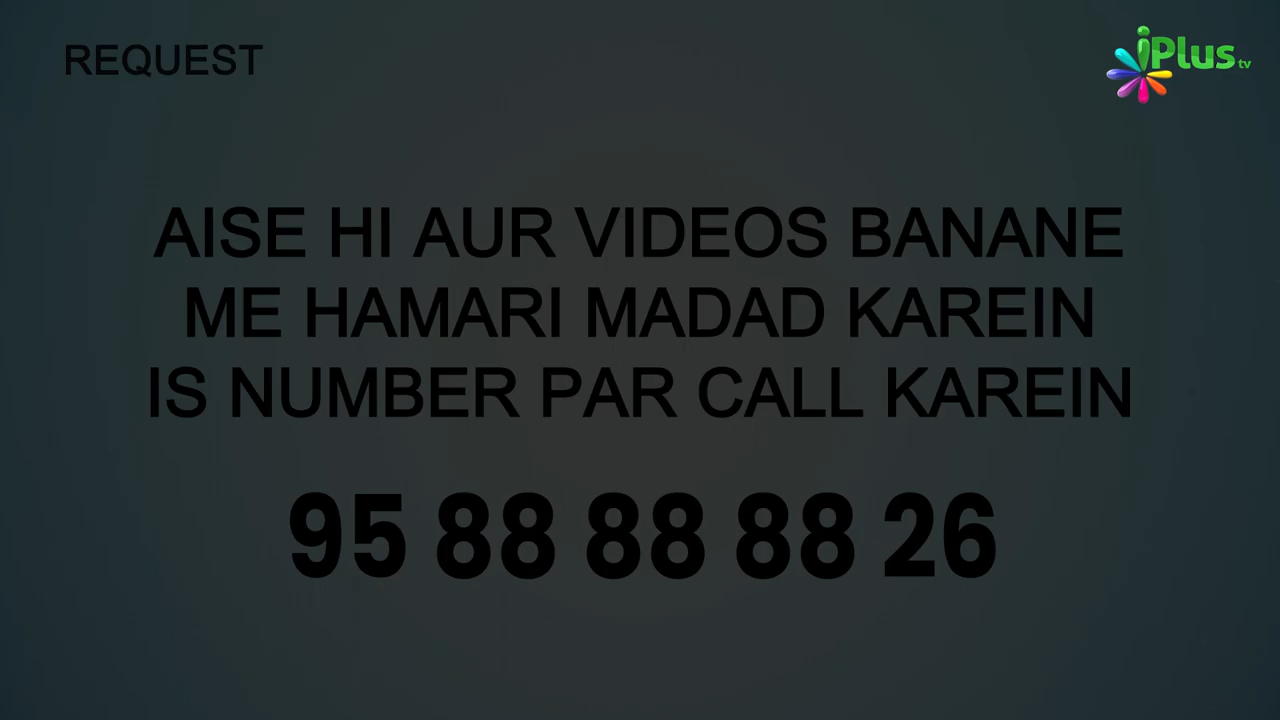 REQUEST
iPlus tv
AISE HI AUR VIDEOS BANANE
ME HAMARI MADAD KAREIN
IS NUMBER PAR CALL KAREIN
95 88 88 88 26